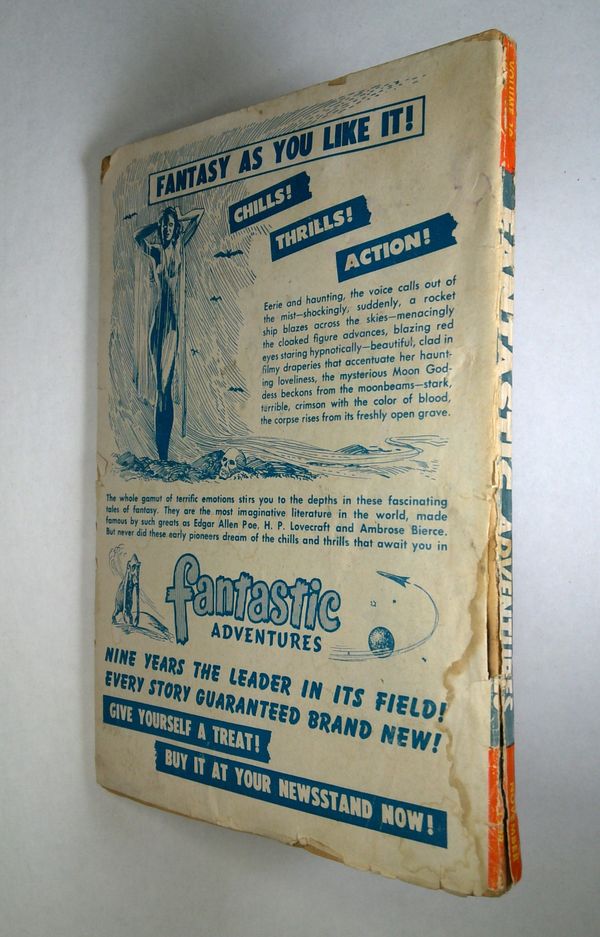 FANTASY AS YOU LIKE IT!
CHILLS!
THRILLS!
ACTION!
Eerie and haunting, the voice calls out of
the mist—shockingly, suddenly, a rocket
ship blazes across the skies—menacingly
the cloaked figure advances, blazing red
eyes staring hypnotically—beautiful, clad in
filmy draperies that accentuate her haunt-
ing loveliness, the mysterious Moon God-
dess beckons from the moonbeams—stark,
turrible, crimson with the color of blood,
the corpse rises from its freshly open grave.
The whole gamut of terrific emotions stirs you to the depths in these fascinating
tales of fantasy. They are the most imaginative literature in the world, made
famous by such greats as Edgar Allen Poe, H. P. Lovecraft and Ambrose Bierce.
But never did these early pioneers dream of the chills and thrills that await you in
fantastic
ADVENTURES
NINE YEARS THE LEADER IN ITS FIELD!
EVERY STORY GUARANTEED BRAND NEW!
GIVE YOURSELF A TREAT!
BUY IT AT YOUR NEWSSTAND NOW!
VOLUME
FANTASTIC ADVENTURES